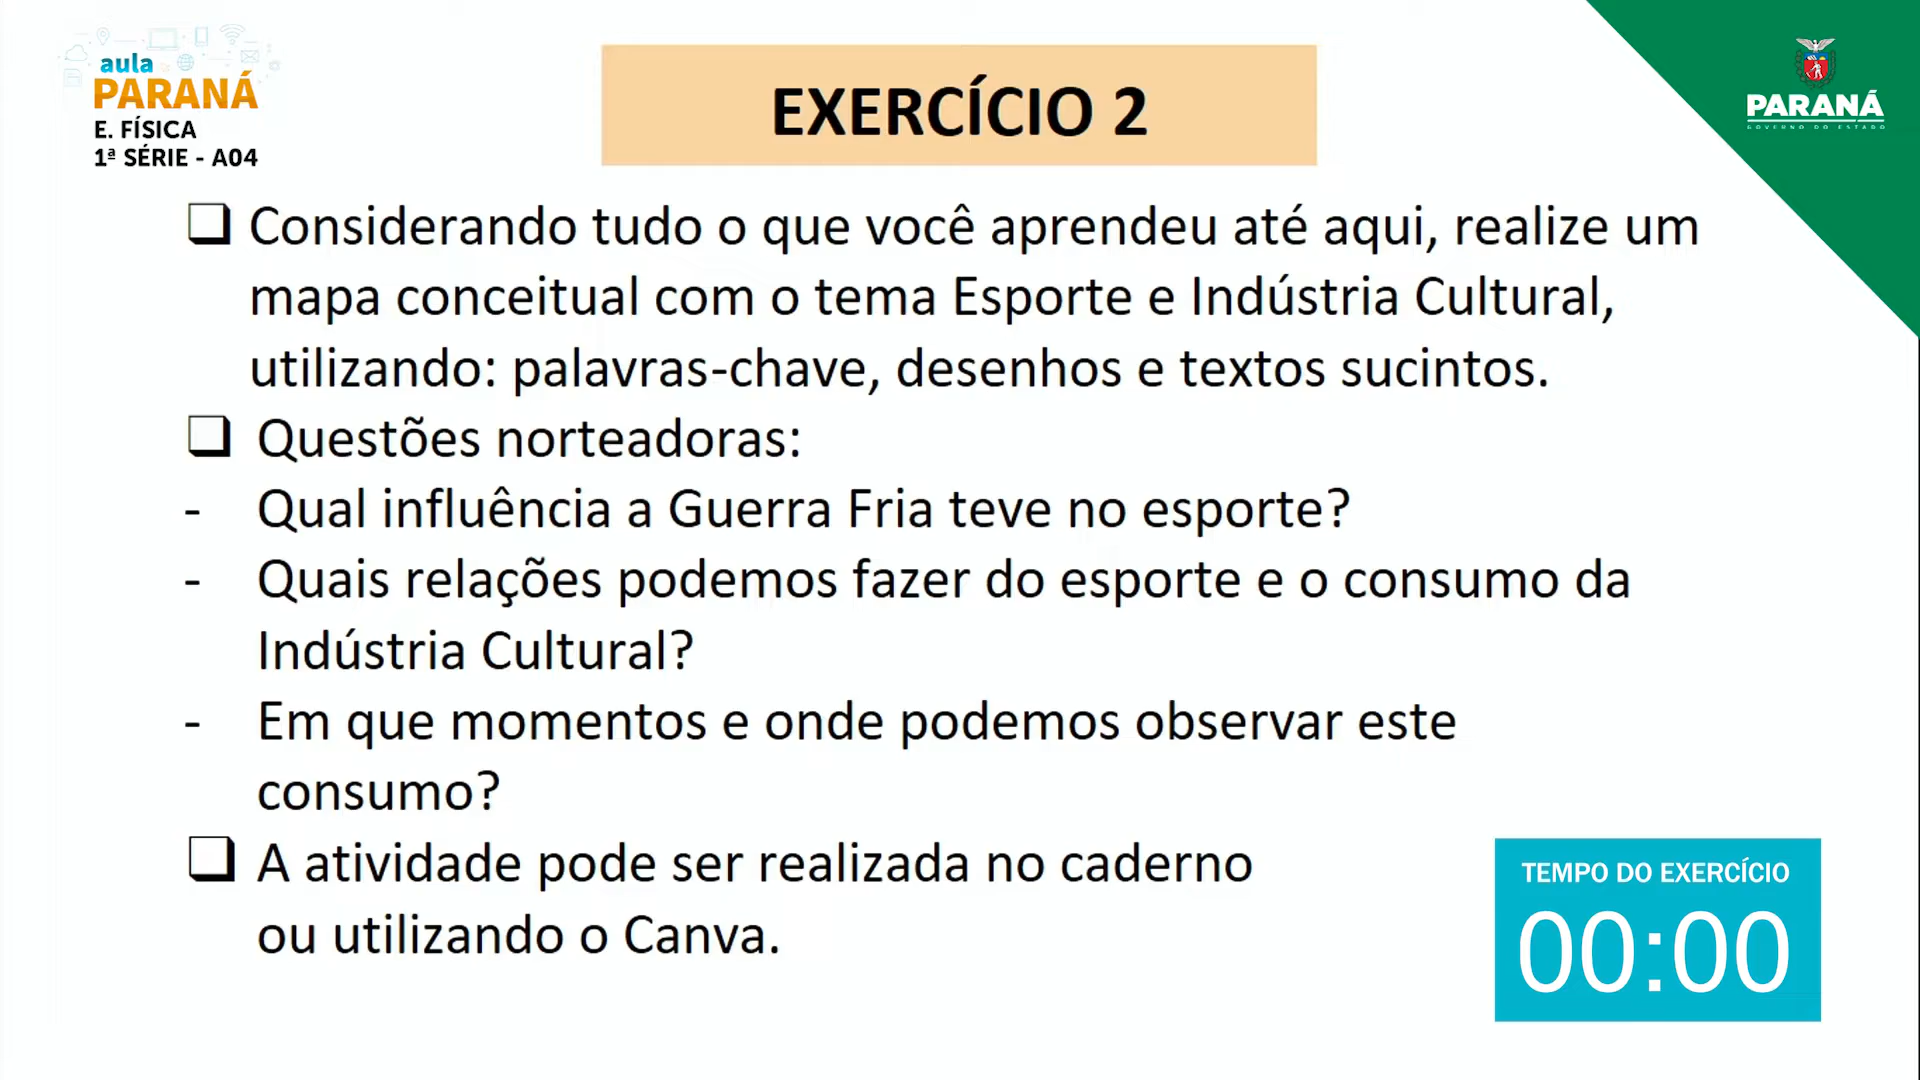 aula
PARANÁ
E. FÍSICA
1ª SÉRIE - A04
EXERCÍCIO 2
PARANÁ
GOVERNO DO ESTADO
❑ Considerando tudo o que você aprendeu até aqui, realize um
mapa conceitual com o tema Esporte e Indústria Cultural,
utilizando: palavras-chave, desenhos e textos sucintos.
❑ Questões norteadoras:
- Qual influência a Guerra Fria teve no esporte?
- Quais relações podemos fazer do esporte e o consumo da
Indústria Cultural?
- Em que momentos e onde podemos observar este
consumo?
❑ A atividade pode ser realizada no caderno
ou utilizando o Canva.
TEMPO DO EXERCÍCIO
00:00